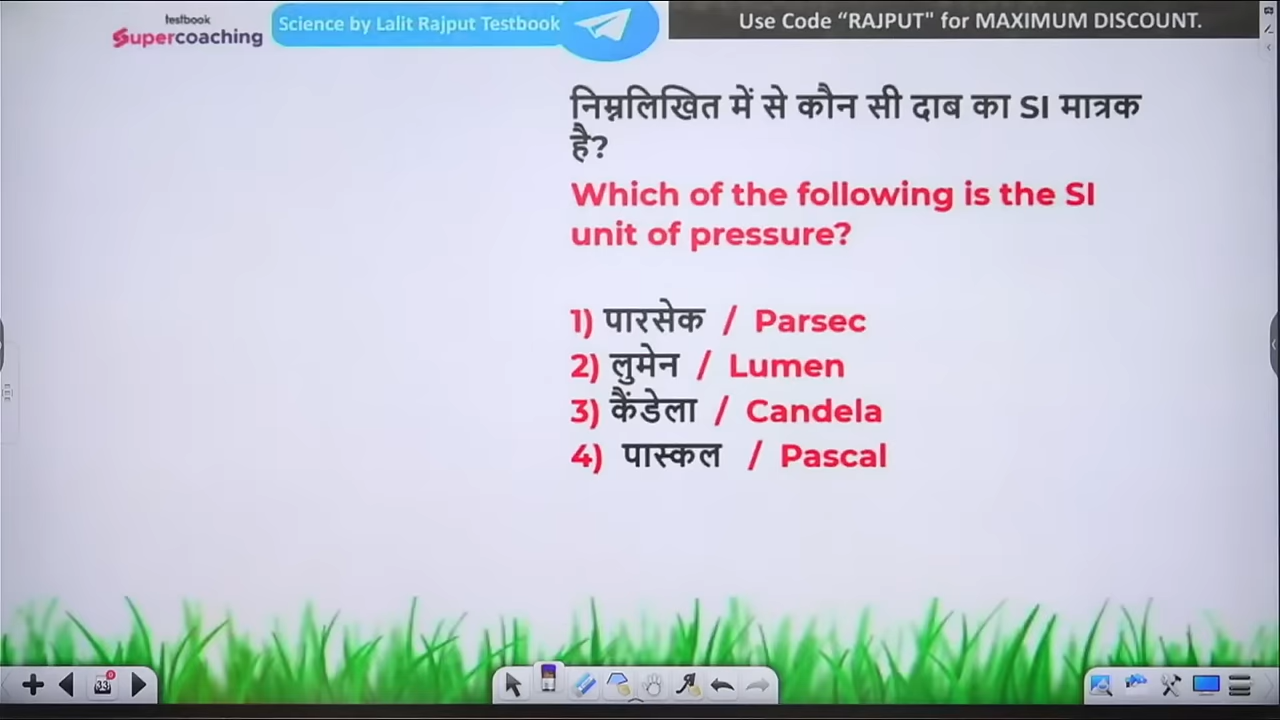 testbook
Supercoaching
Science by Lalit Rajput Testbook
Use Code “RAJPUT" for MAXIMUM DISCOUNT.
निम्नलिखित में से कौन सी दाब का SI मात्रक
है?
Which of the following is the SI
unit of pressure?
1) पारसेक / Parsec
2) लुमेन / Lumen
3) कैंडेला / Candela
4) पास्कल / Pascal
33